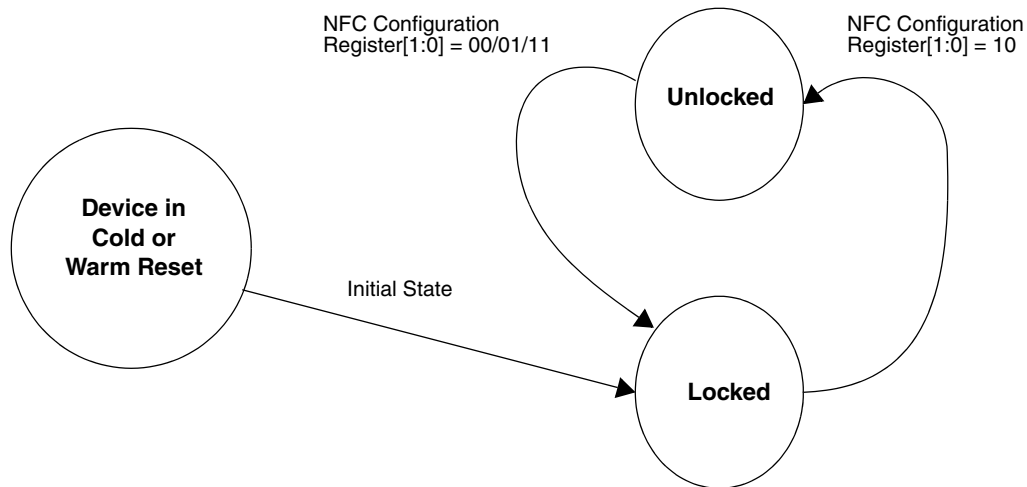 NFC Configuration
Register[1:0] = 00/01/11
NFC Configuration
Register[1:0] = 10
Unlocked
Device in
Cold or
Warm Reset
Initial State
Locked